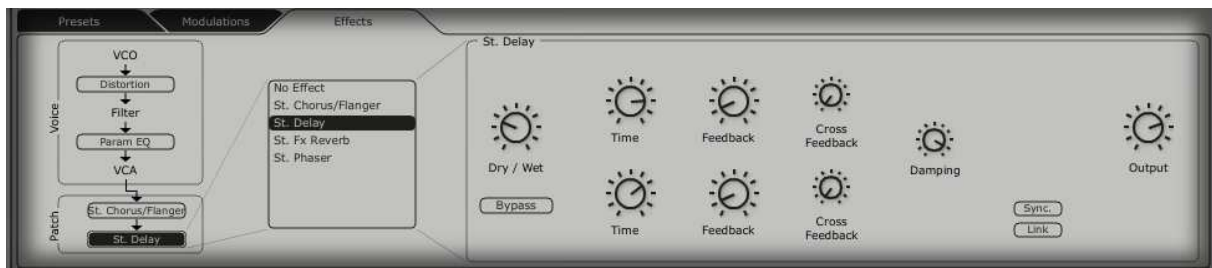 Presets
Modulations
Effects
VCO
Distortion
Filter
Param EQ
VCA
Voice
St. Chorus/Flanger
St. Delay
Patch
No Effect
St. Chorus/Flanger
St. Delay
St. Fx Reverb
St. Phaser
St. Delay
Dry / Wet
Bypass
Time
Feedback
Cross
Feedback
Time
Feedback
Cross
Feedback
Damping
Sync.
Link
Output